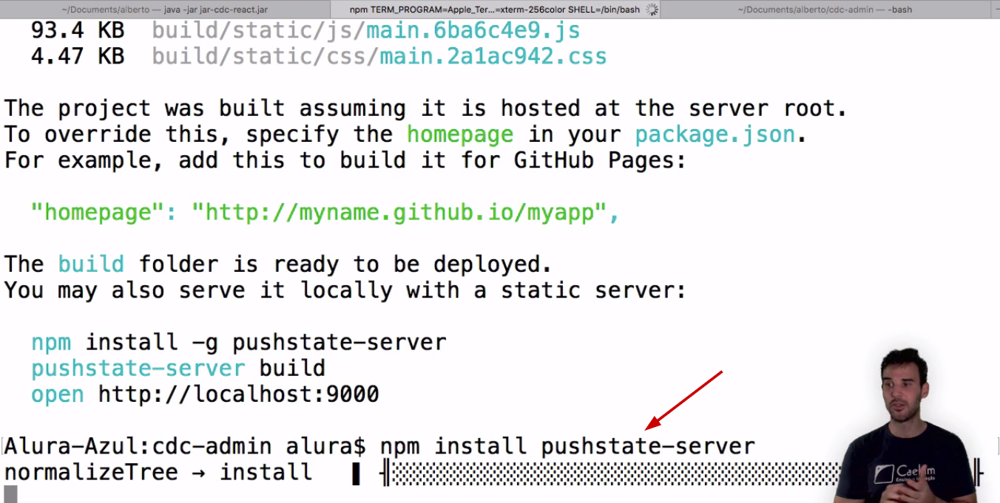 ~/Documents/alberto — java -jar jar-cdc-react.jar
npm TERM_PROGRAM=Apple_Ter...=xterm-256color SHELL=/bin/bash
~/Documents/alberto/cdc-admin — -bash
93.4 KB build/static/js/main.6ba6c4e9.js
4.47 KB build/static/css/main.2a1ac942.css
The project was built assuming it is hosted at the server root.
To override this, specify the homepage in your package.json.
For example, add this to build it for GitHub Pages:
"homepage": "http://myname.github.io/myapp",
The build folder is ready to be deployed.
You may also serve it locally with a static server:
npm install -g pushstate-server
pushstate-server build
open http://localhost:9000
Alura-Azul:cdc-admin alura$ npm install pushstate-server
normalizeTree → install